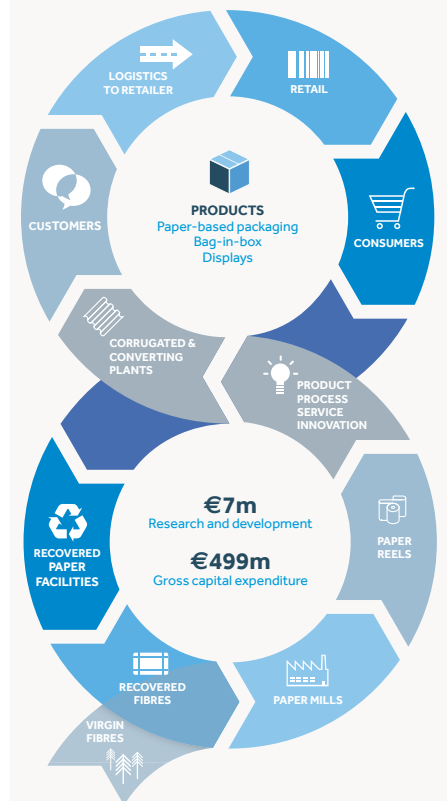 LOGISTICS
TO RETAILER
RETAIL
CUSTOMERS
PRODUCTS
Paper-based packaging
Bag-in-box
Displays
CONSUMERS
CORRUGATED &
CONVERTING
PLANTS
PRODUCT
PROCESS
SERVICE
INNOVATION
€7m
Research and development
€499m
Gross capital expenditure
RECOVERED
PAPER
FACILITIES
PAPER
REELS
RECOVERED
FIBRES
PAPER MILLS
VIRGIN
FIBRES